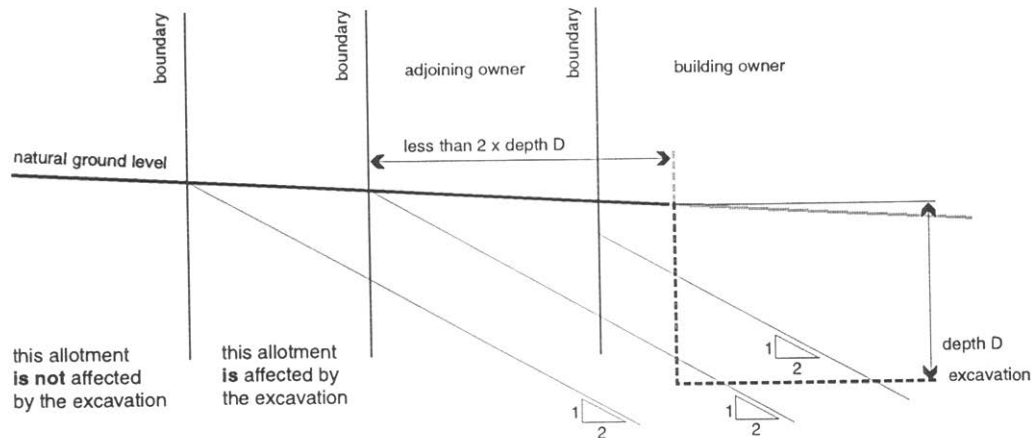 boundary
boundary
boundary
adjoining owner
building owner
less than 2 x depth D
natural ground level
this allotment
is not affected
by the excavation
this allotment
is affected by
the excavation
1
2
1
2
1
2
depth D
excavation